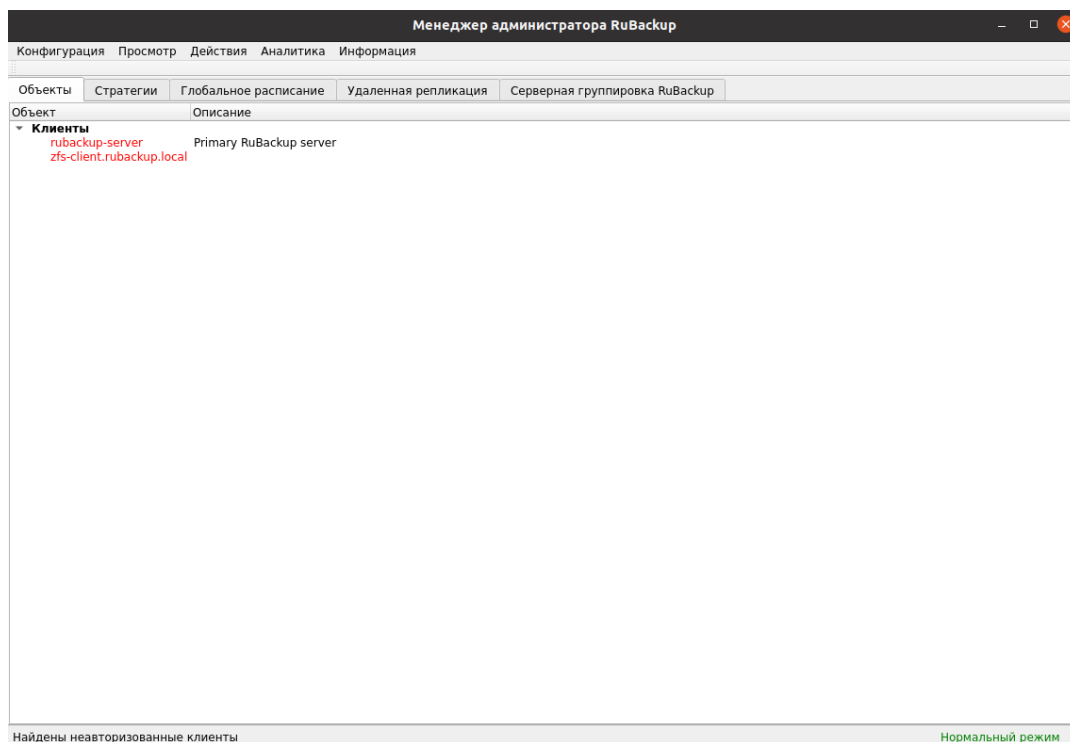 Менеджер администратора RuBackup
Конфигурация Просмотр Действия Аналитика Информация
Объекты Стратегии Глобальное расписание Удаленная репликация Серверная группировка RuBackup
Объект Описание
Клиенты
rubackup-server Primary RuBackup server
zfs-client.rubackup.local
Найдены неавторизованные клиенты Нормальный режим